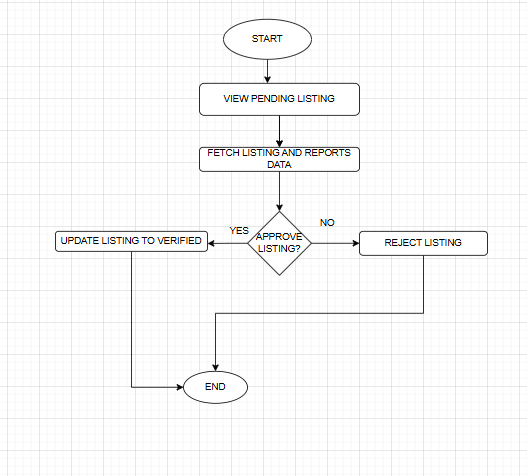 START
VIEW PENDING LISTING
FETCH LISTING AND REPORTS
DATA
YES
NO
APPROVE
LISTING?
UPDATE LISTING TO VERIFIED
REJECT LISTING
END